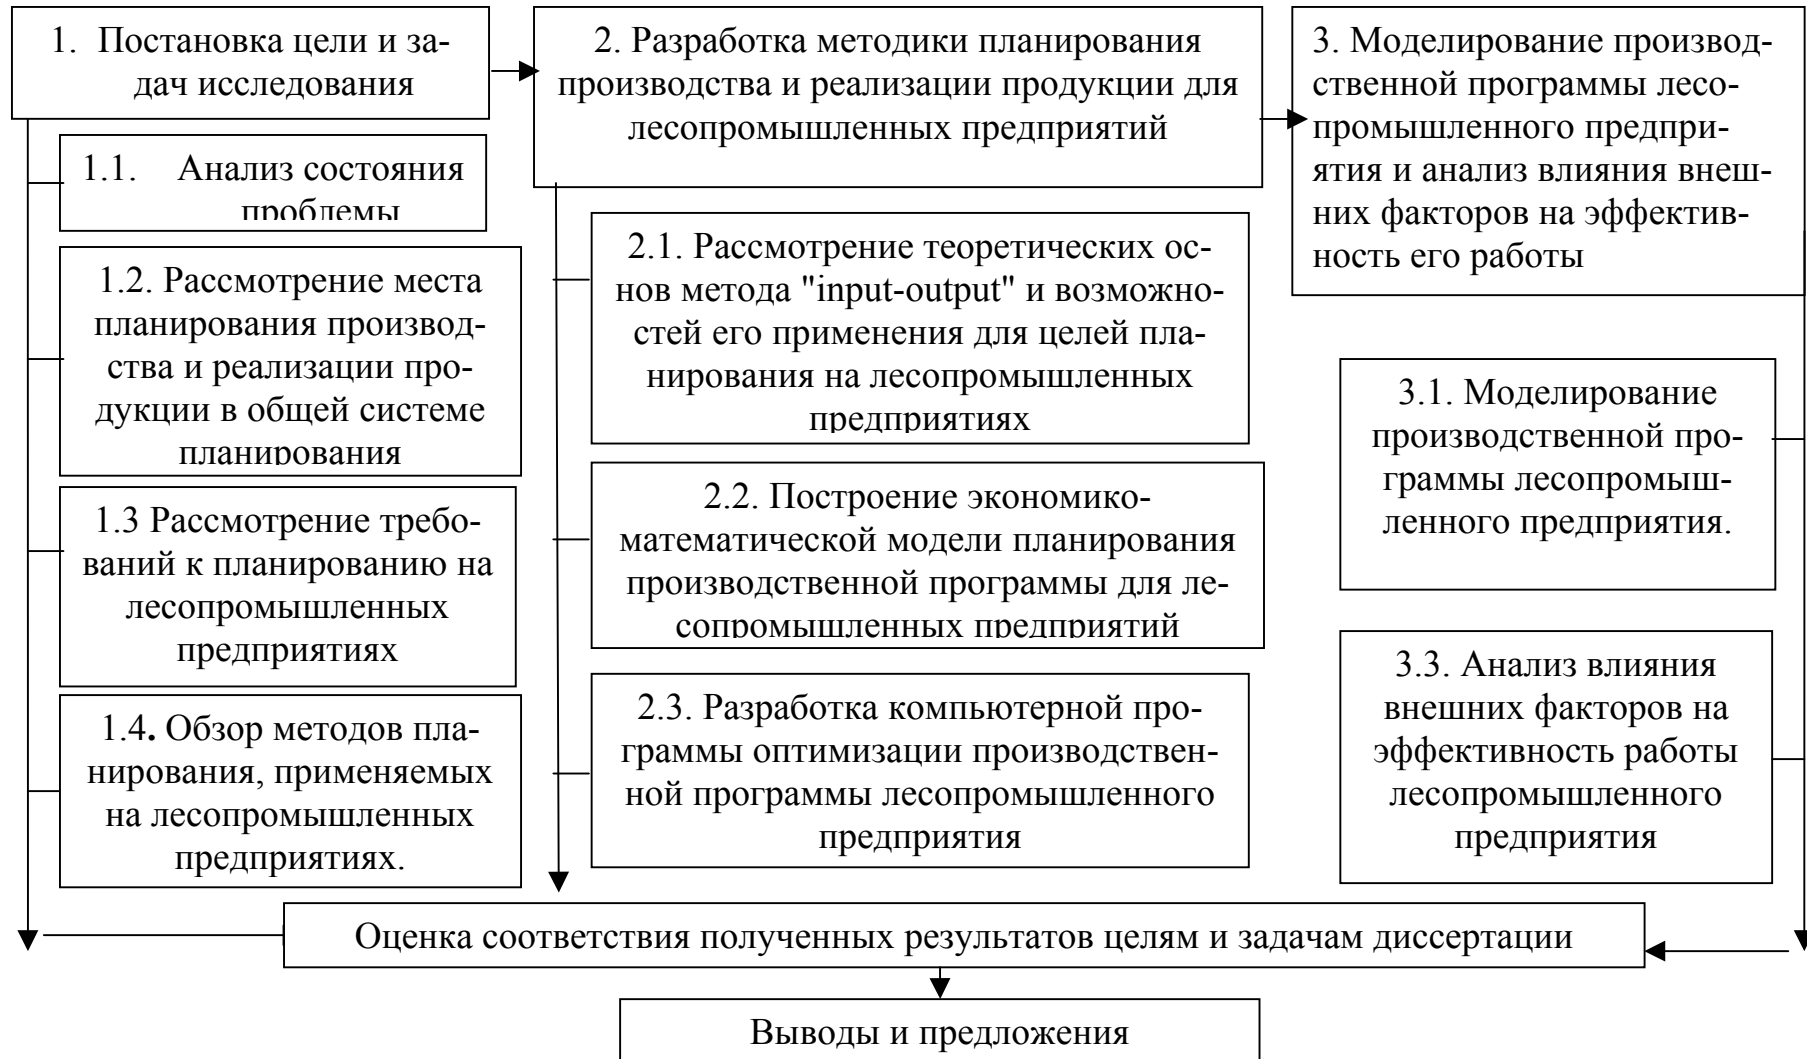 1. Постановка цели и за-
дач исследования
1.1. Анализ состояния
проблемы
1.2. Рассмотрение места
планирования производ-
ства и реализации про-
дукции в общей системе
планирования
1.3 Рассмотрение требо-
ваний к планированию на
лесопромышленных
предприятиях
1.4. Обзор методов пла-
нирования, применяемых
на лесопромышленных
предприятиях.
2. Разработка методики планирования
производства и реализации продукции для
лесопромышленных предприятий
2.1. Рассмотрение теоретических ос-
нов метода "input-output" и возможно-
стей его применения для целей пла-
нирования на лесопромышленных
предприятиях
2.2. Построение экономико-
математической модели планирования
производственной программы для ле-
сопромышленных предприятий
2.3. Разработка компьютерной про-
граммы оптимизации производствен-
ной программы лесопромышленного
предприятия
3. Моделирование производ-
ственной программы лесо-
промышленного предпри-
ятия и анализ влияния внеш-
них факторов на эффектив-
ность его работы
3.1. Моделирование
производственной про-
граммы лесопромыш-
ленного предприятия.
3.3. Анализ влияния
внешних факторов на
эффективность работы
лесопромышленного
предприятия
Оценка соответствия полученных результатов целям и задачам диссертации
Выводы и предложения